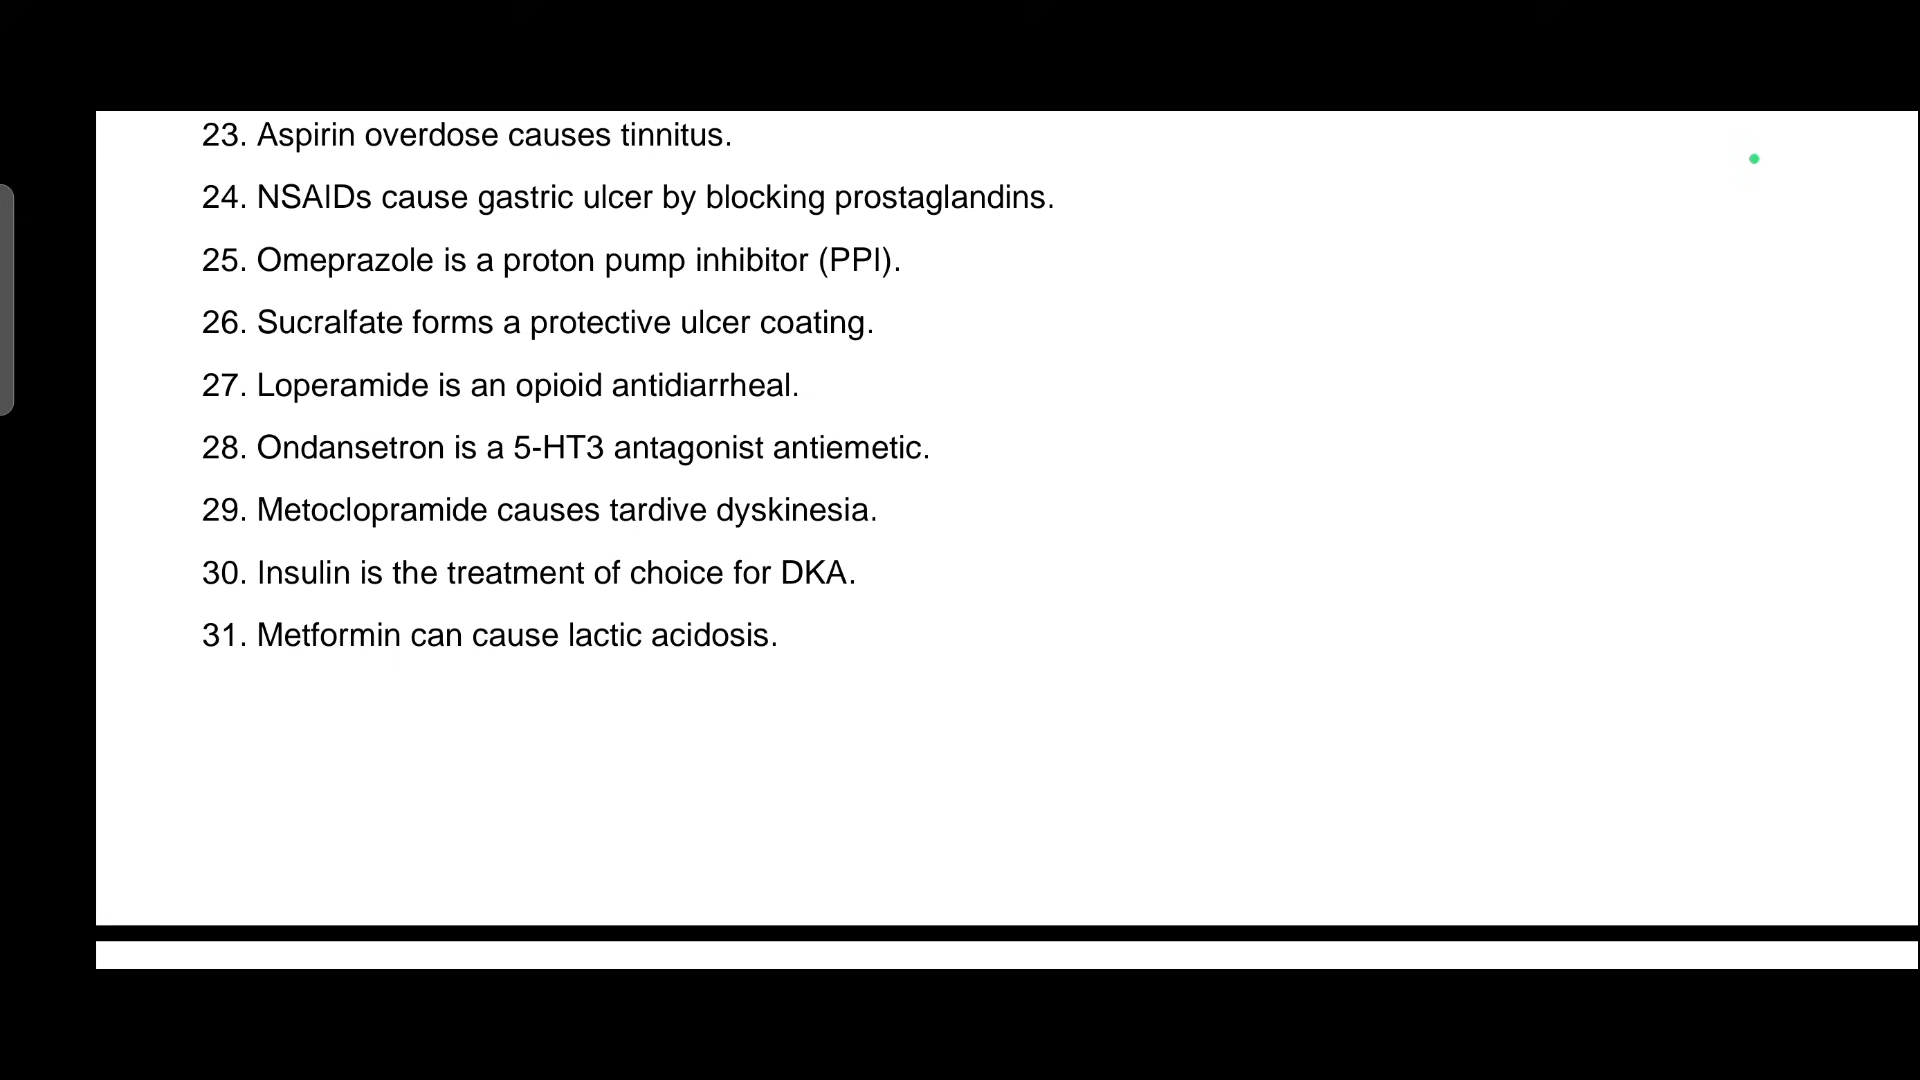 23. Aspirin overdose causes tinnitus.
24. NSAIDs cause gastric ulcer by blocking prostaglandins.
25. Omeprazole is a proton pump inhibitor (PPI).
26. Sucralfate forms a protective ulcer coating.
27. Loperamide is an opioid antidiarrheal.
28. Ondansetron is a 5-HT3 antagonist antiemetic.
29. Metoclopramide causes tardive dyskinesia.
30. Insulin is the treatment of choice for DKA.
31. Metformin can cause lactic acidosis.